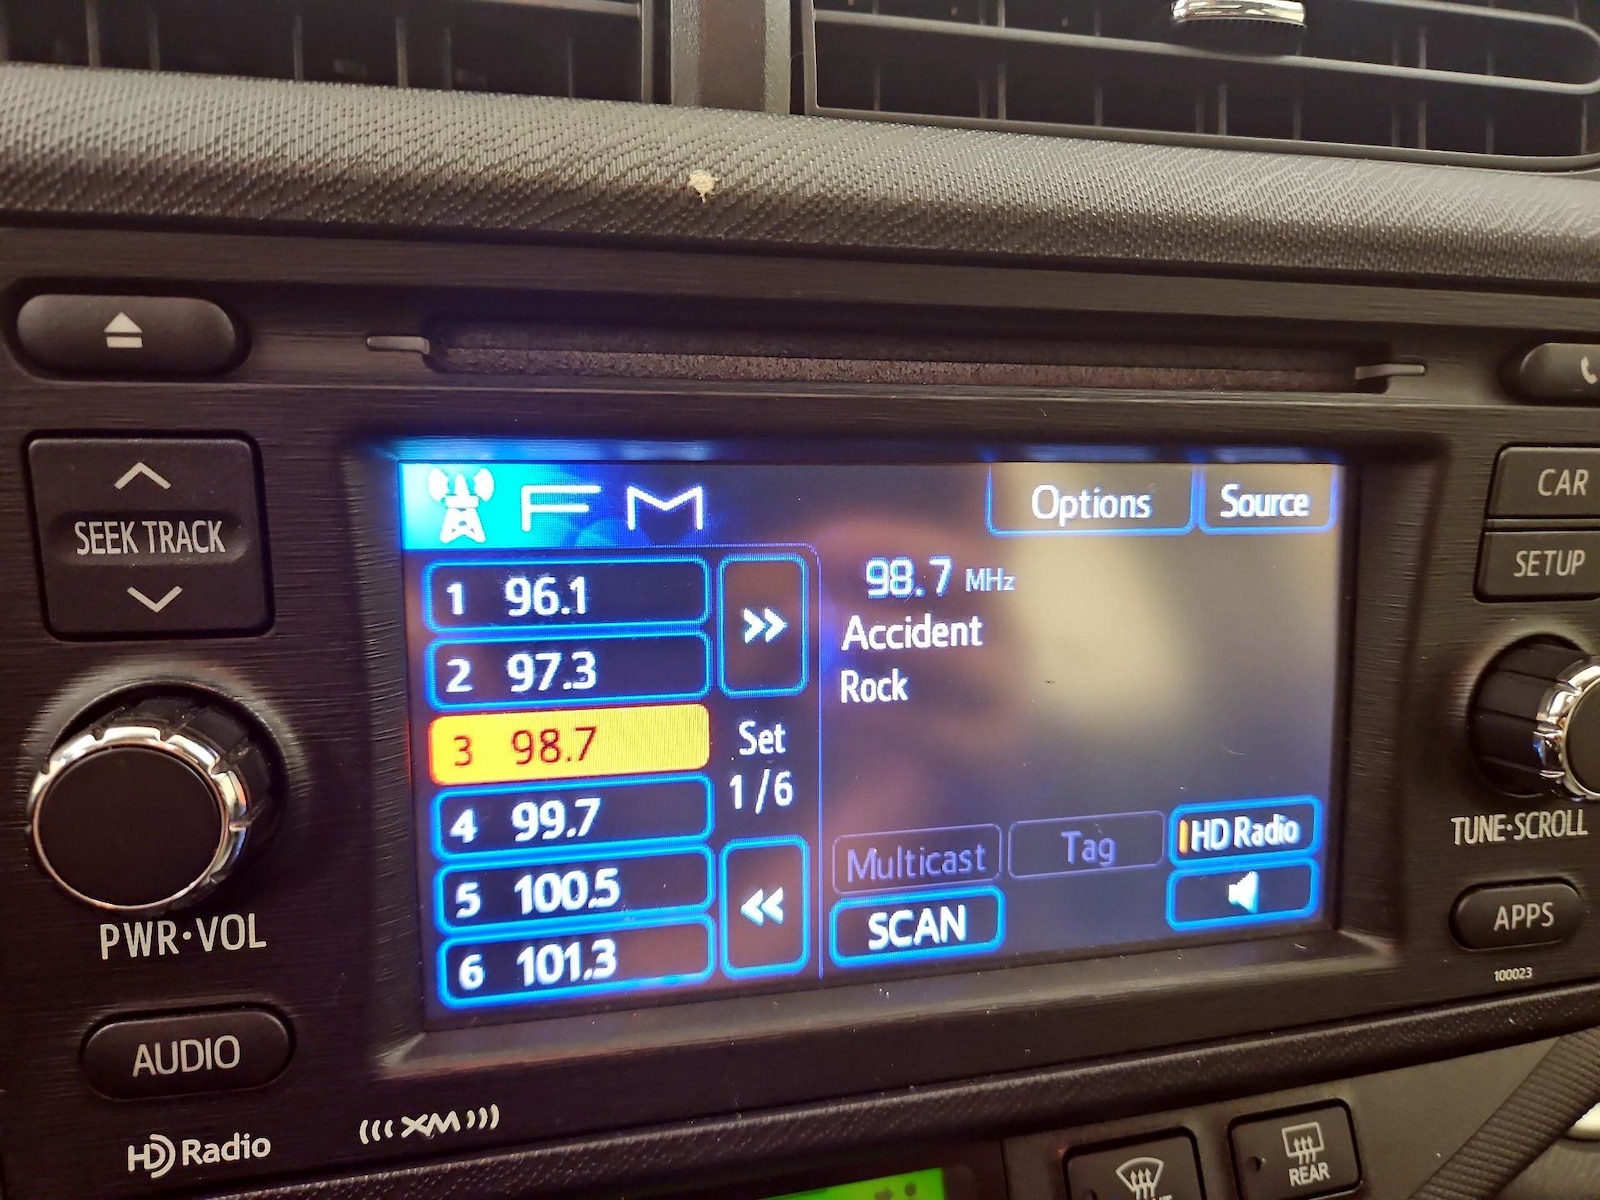 SEEK TRACK
PWR·VOL
AUDIO
HD Radio
(((XM)))
FM
Options
Source
1 96.1
2 97.3
3 98.7
4 99.7
5 100.5
6 101.3
Set
1/6
98.7 MHz
Accident
Rock
Multicast
Tag
HD Radio
SCAN
CAR
SETUP
TUNE·SCROLL
APPS
100023
REAR